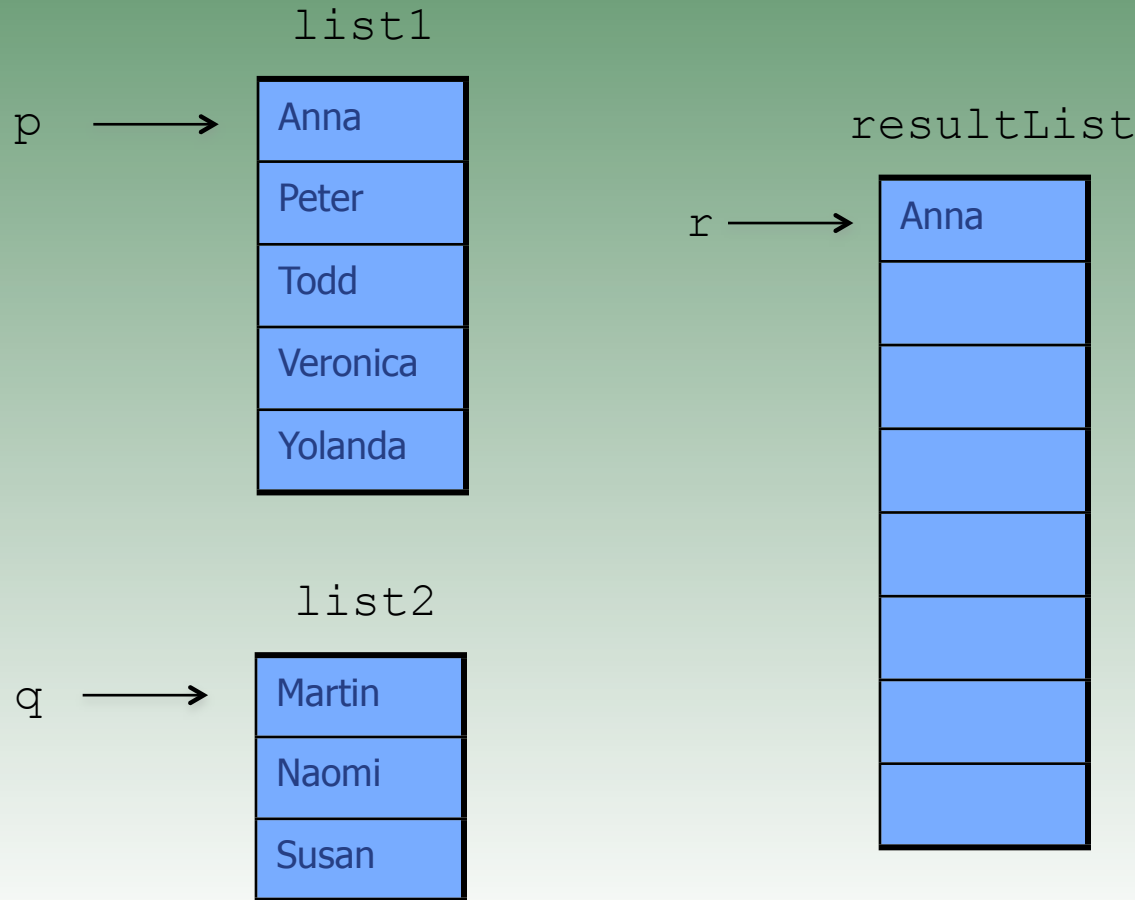 list1
p
Anna
Peter
Todd
Veronica
Yolanda
list2
q
Martin
Naomi
Susan
resultList
r
Anna